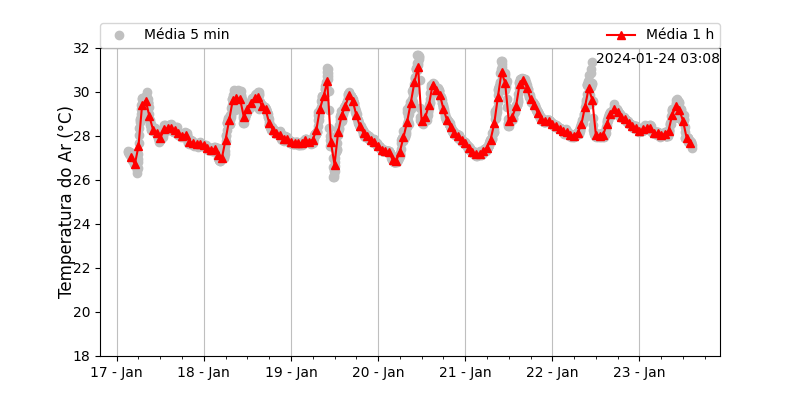 Média 5 min
Média 1 h
2024-01-24 03:08
Temperatura do Ar (°C)
32
30
28
26
24
22
20
18
17 - Jan
18 - Jan
19 - Jan
20 - Jan
21 - Jan
22 - Jan
23 - Jan